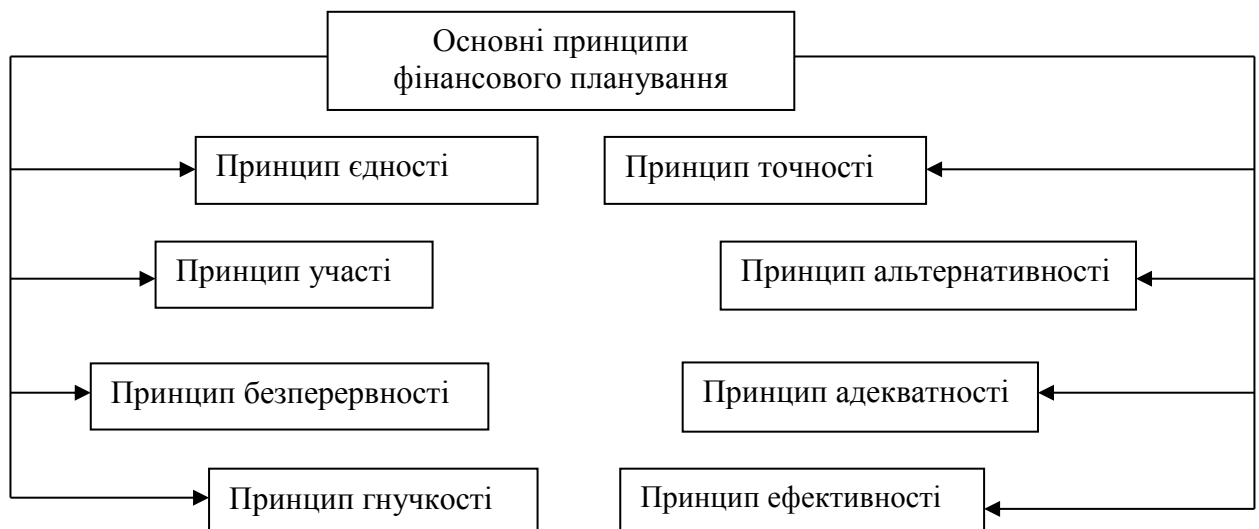 Основні принципи
фінансового планування
Принцип єдності
Принцип точності
Принцип участі
Принцип альтернативності
Принцип безперервності
Принцип адекватності
Принцип гнучкості
Принцип ефективності